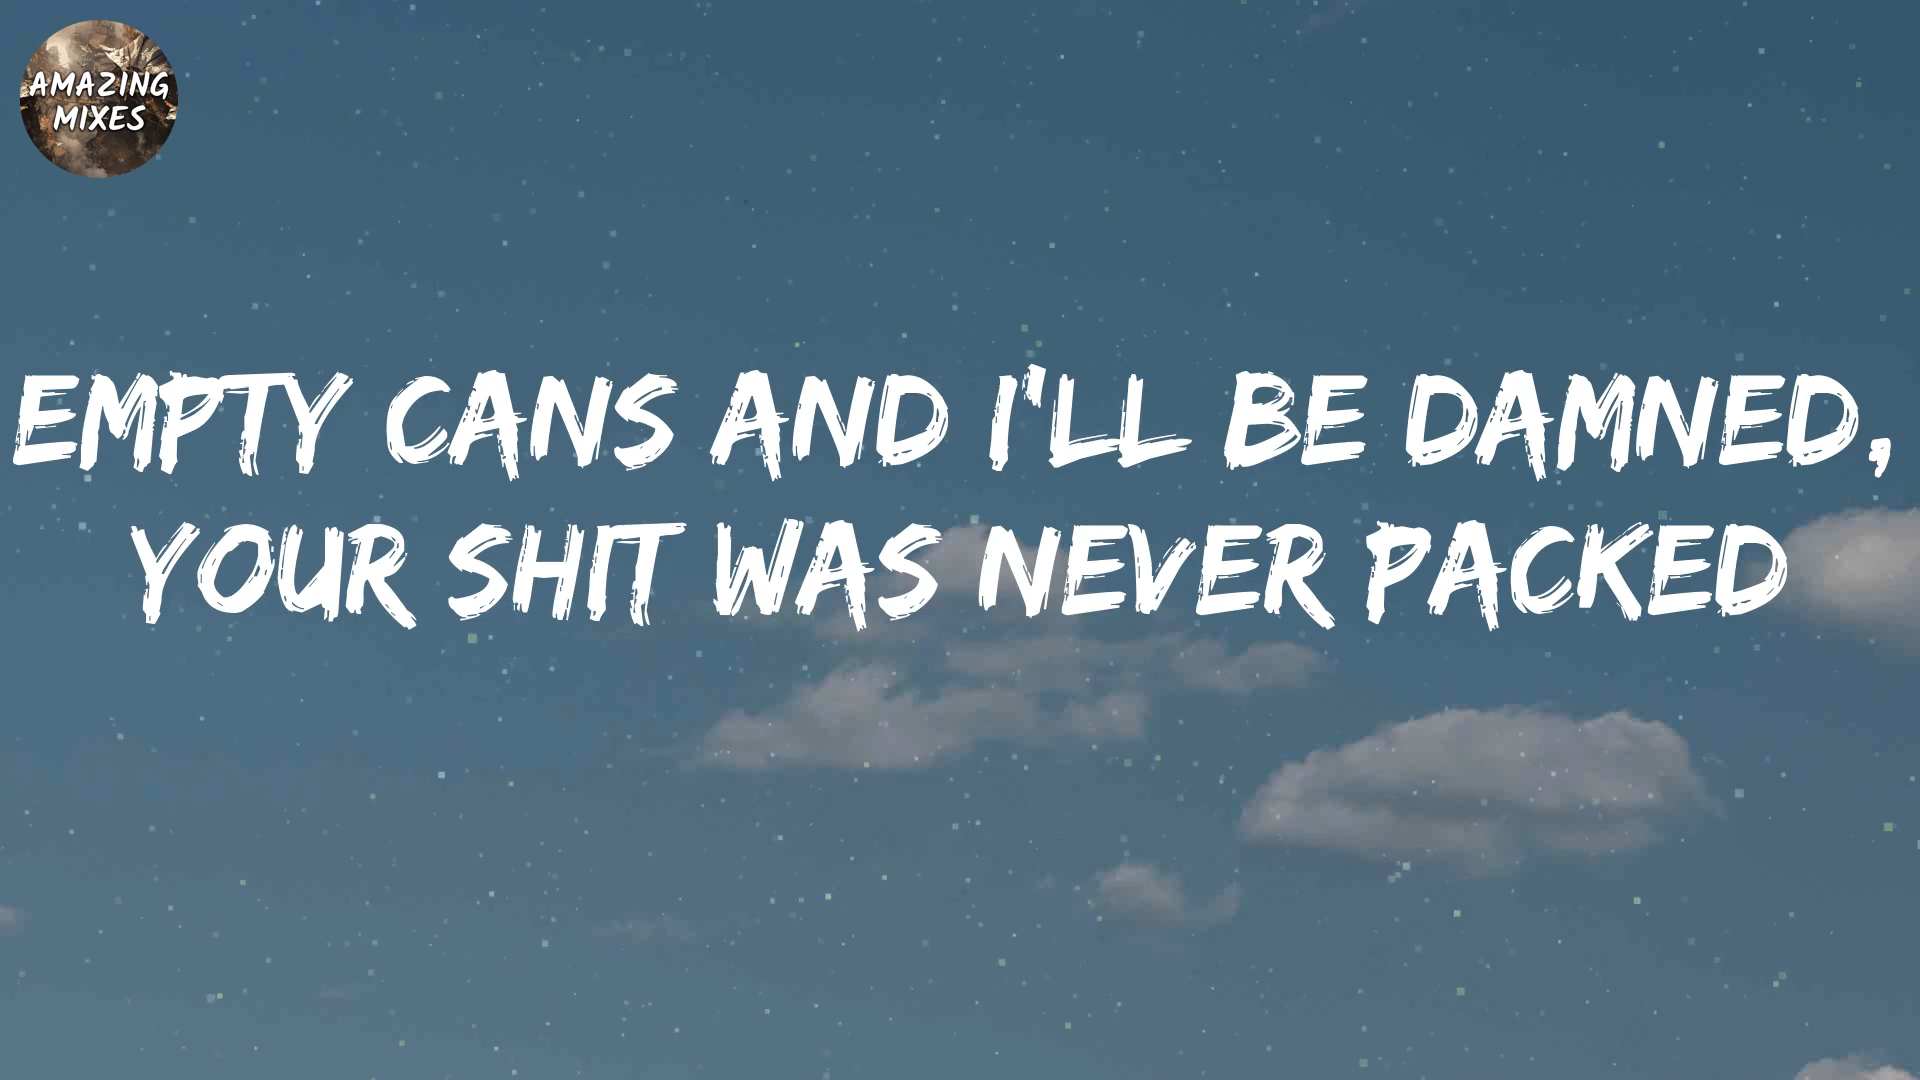 AMAZING
MIXES
EMPTY CANS AND I'LL BE DAMNED,
YOUR SHIT WAS NEVER PACKED